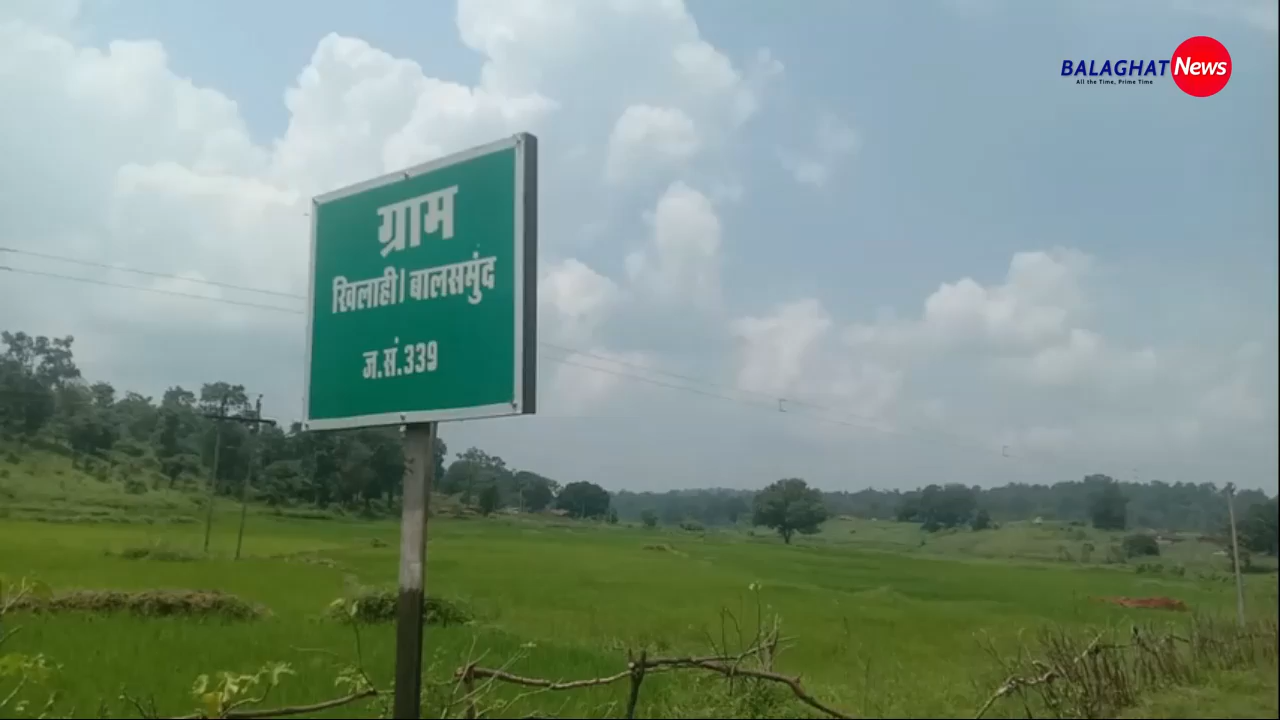 BALAGHAT News
All the Time, Prime Time
ग्राम
खिलाही। बालसमुंद
ज.सं.339